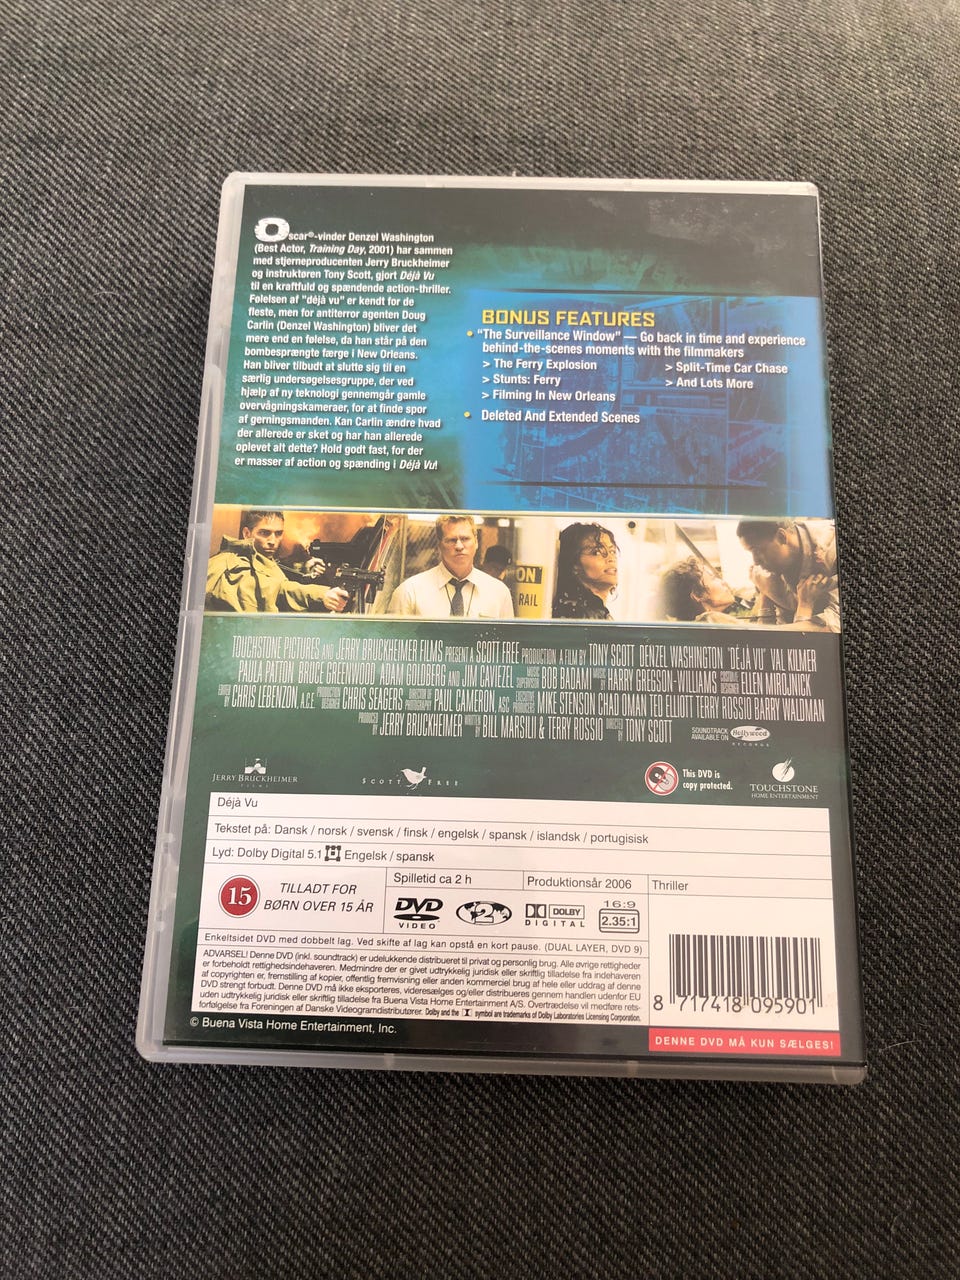 Oscar®-vinder Denzel Washington
(Best Actor, Training Day, 2001) har sammen
med stjerneproducenten Jerry Bruckheimer
og instruktøren Tony Scott, gjort Déjà Vu
til en kraftfuld og spændende action-thriller.
Følelsen af "déjà vu" er kendt for de
fleste, men for antiterror agenten Doug
Carlin (Denzel Washington) bliver det
mere end en følelse, da han står på den
bombesprængte færge i New Orleans.
Han bliver tilbudt at slutte sig til en
særlig undersøgelsesgruppe, der ved
hjælp af ny teknologi gennemgår gamle
overvågningskameraer, for at finde spor
af gerningsmanden. Kan Carlin ændre hvad
der allerede er sket og har han allerede
oplevet alt dette? Hold godt fast, for der
er masser af action og spænding i Déjà Vu!
BONUS FEATURES
• "The Surveillance Window" — Go back in time and experience
behind-the-scenes moments with the filmmakers
> The Ferry Explosion
> Stunts: Ferry
> Filming In New Orleans
> Split-Time Car Chase
> And Lots More
• Deleted And Extended Scenes
ON
RAIL
TOUCHSTONE PICTURES AND JERRY BRUCKHEIMER FILMS PRESENT A SCOTT FREE PRODUCTION A FILM BY TONY SCOTT DENZEL WASHINGTON "DÉJÀ VU" VAL KILMER
PAULA PATTON BRUCE GREENWOOD ADAM GOLDBERG AND JIM CAVIEZEL MUSIC SUPERVISOR BOB BADAMI MUSIC BY HARRY GREGSON-WILLIAMS COSTUME DESIGNER ELLEN MIROJNICK
EDITED BY CHRIS LEBENZON, A.C.E. PRODUCTION DESIGNER CHRIS SEAGERS DIRECTOR OF PHOTOGRAPHY PAUL CAMERON, ASC EXECUTIVE PRODUCERS MIKE STENSON CHAD OMAN TED ELLIOTT TERRY ROSSIO BARRY WALDMAN
PRODUCED BY JERRY BRUCKHEIMER WRITTEN BY BILL MARSILII & TERRY ROSSIO DIRECTED BY TONY SCOTT
SOUNDTRACK
AVAILABLE ON
Hollywood
RECORDS
JERRY BRUCKHEIMER
FILMS
SCOTT FREE
This DVD is
copy protected.
TOUCHSTONE
HOME ENTERTAINMENT
Déjà Vu
Tekstet på: Dansk / norsk / svensk / finsk / engelsk / spansk / islandsk / portugisisk
Lyd: Dolby Digital 5.1 Engelsk / spansk
15
TILLADT FOR
BØRN OVER 15 ÅR
Spilletid ca 2 h
Produktionsår 2006
Thriller
DVD
VIDEO
2
DOLBY
DIGITAL
16:9
2.35:1
Enkeltsidet DVD med dobbelt lag. Ved skifte af lag kan opstå en kort pause. (DUAL LAYER, DVD 9)
ADVARSEL! Denne DVD (inkl. soundtrack) er udelukkende distribueret til privat og personlig brug. Alle øvrige rettigheder
er forbeholdt rettighedsindehaveren. Medmindre der er givet udtrykkelig juridisk eller skriftlig tilladelse fra indehaveren
af copyrighten er, fremstilling af kopier, offentlig fremvisning eller anden kommerciel brug af hele eller uddrag af denne
DVD strengt forbudt. Denne DVD må ikke eksporteres, videresælges og/eller distribueres gennem handlen udenfor EU
uden udtrykkelig juridisk eller skriftlig tilladelse fra Buena Vista Home Entertainment A/S. Overtrædelse vil medføre rets-
forfølgelse fra Foreningen af Danske Videogramdistributører. Dolby and the symbol are trademarks of Dolby Laboratories Licensing Corporation.
8 717418 095901
© Buena Vista Home Entertainment, Inc.
DENNE DVD MÅ KUN SÆLGES!